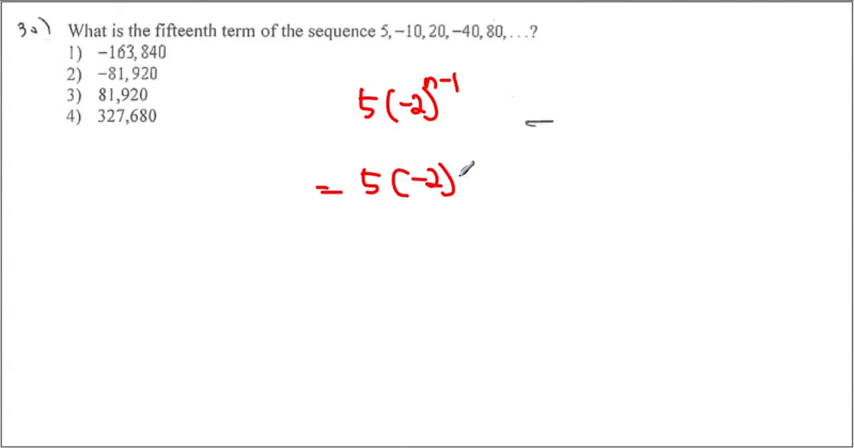 30) What is the fifteenth term of the sequence 5, −10, 20, −40, 80, . . .?
1) −163,840
2) −81,920
3) 81,920
4) 327,680
5(-2)^n-1
= 5(-2)